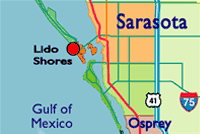 Sarasota
Lido
Shores
Gulf of
Mexico
41
75
Osprey